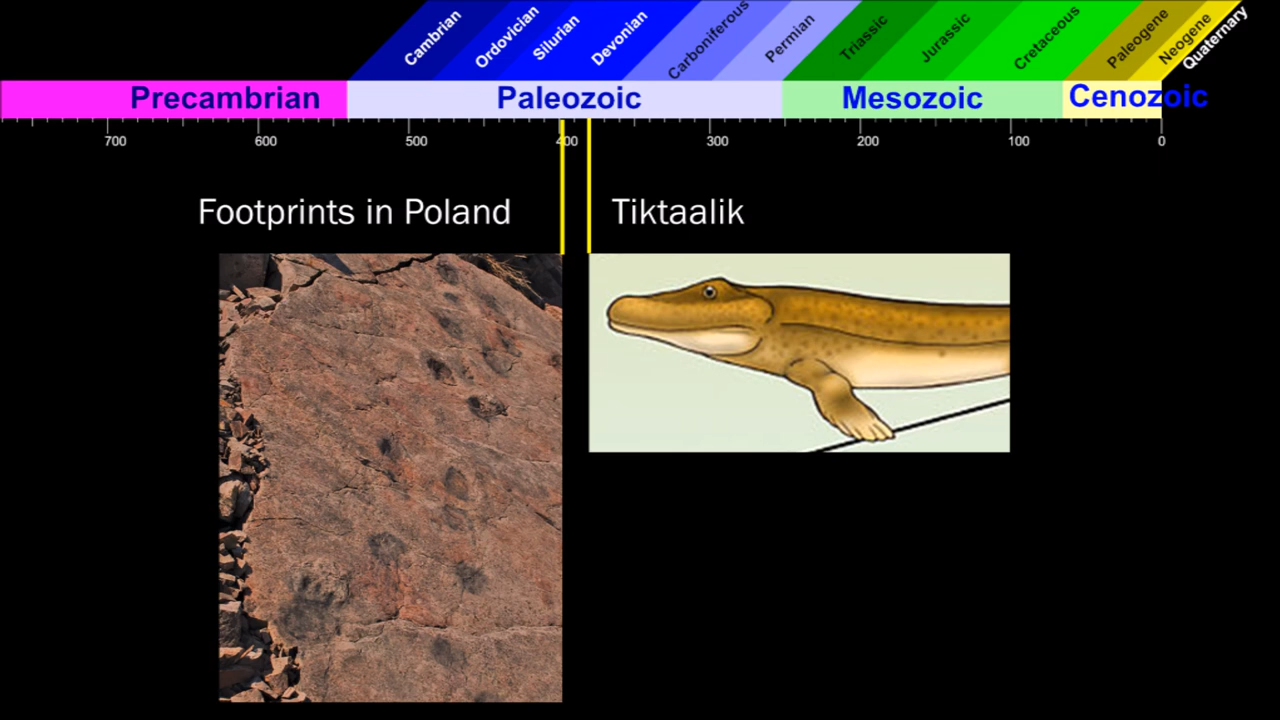 Cambrian
Ordovician
Silurian
Devonian
Carboniferous
Permian
Triassic
Jurassic
Cretaceous
Paleogene
Neogene
Quaternary
Precambrian Paleozoic Mesozoic Cenozoic
700 600 500 400 300 200 100 0
Footprints in Poland Tiktaalik